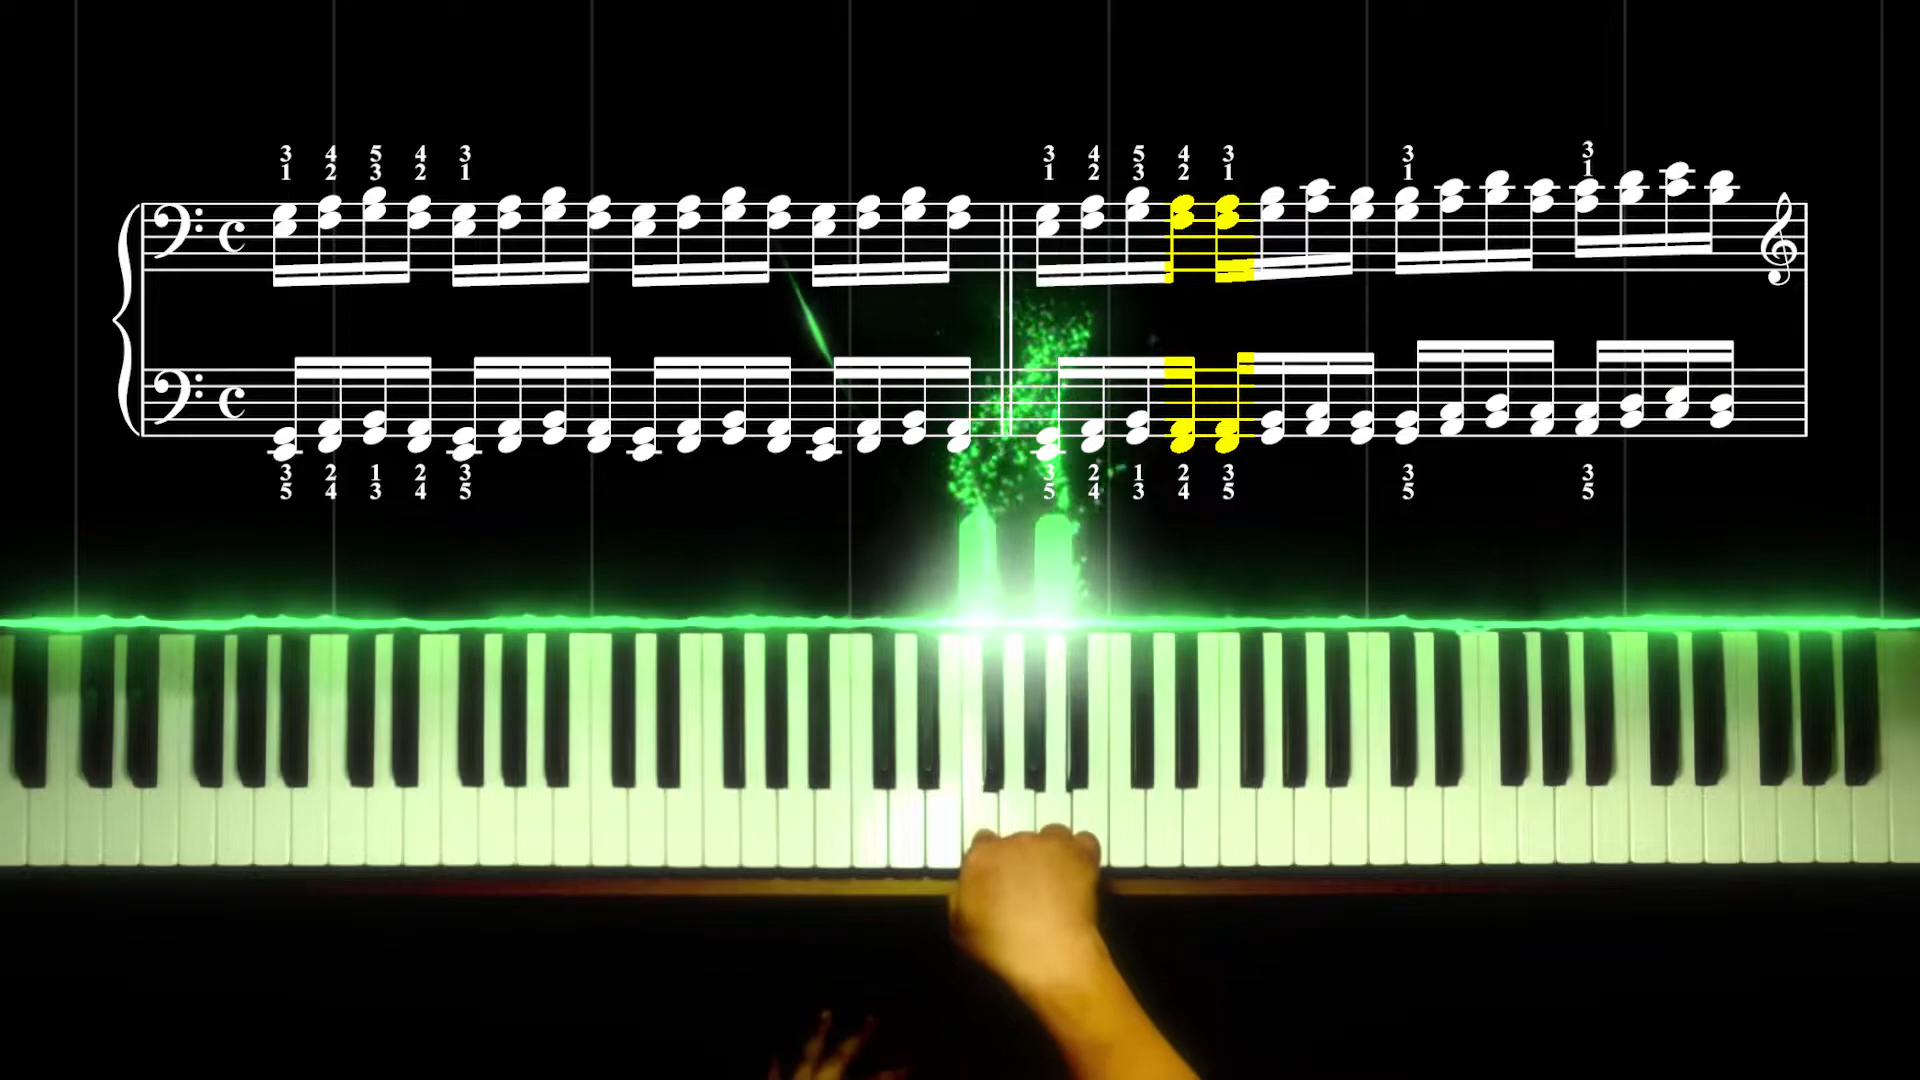 3 4 5 4 3 3 4 5 4 3 3 3
1 2 3 2 1 1 2 3 2 1 1 1
3 2 1 2 3 3 2 1 2 3 3 3
5 4 3 4 5 5 4 3 4 5 5 5